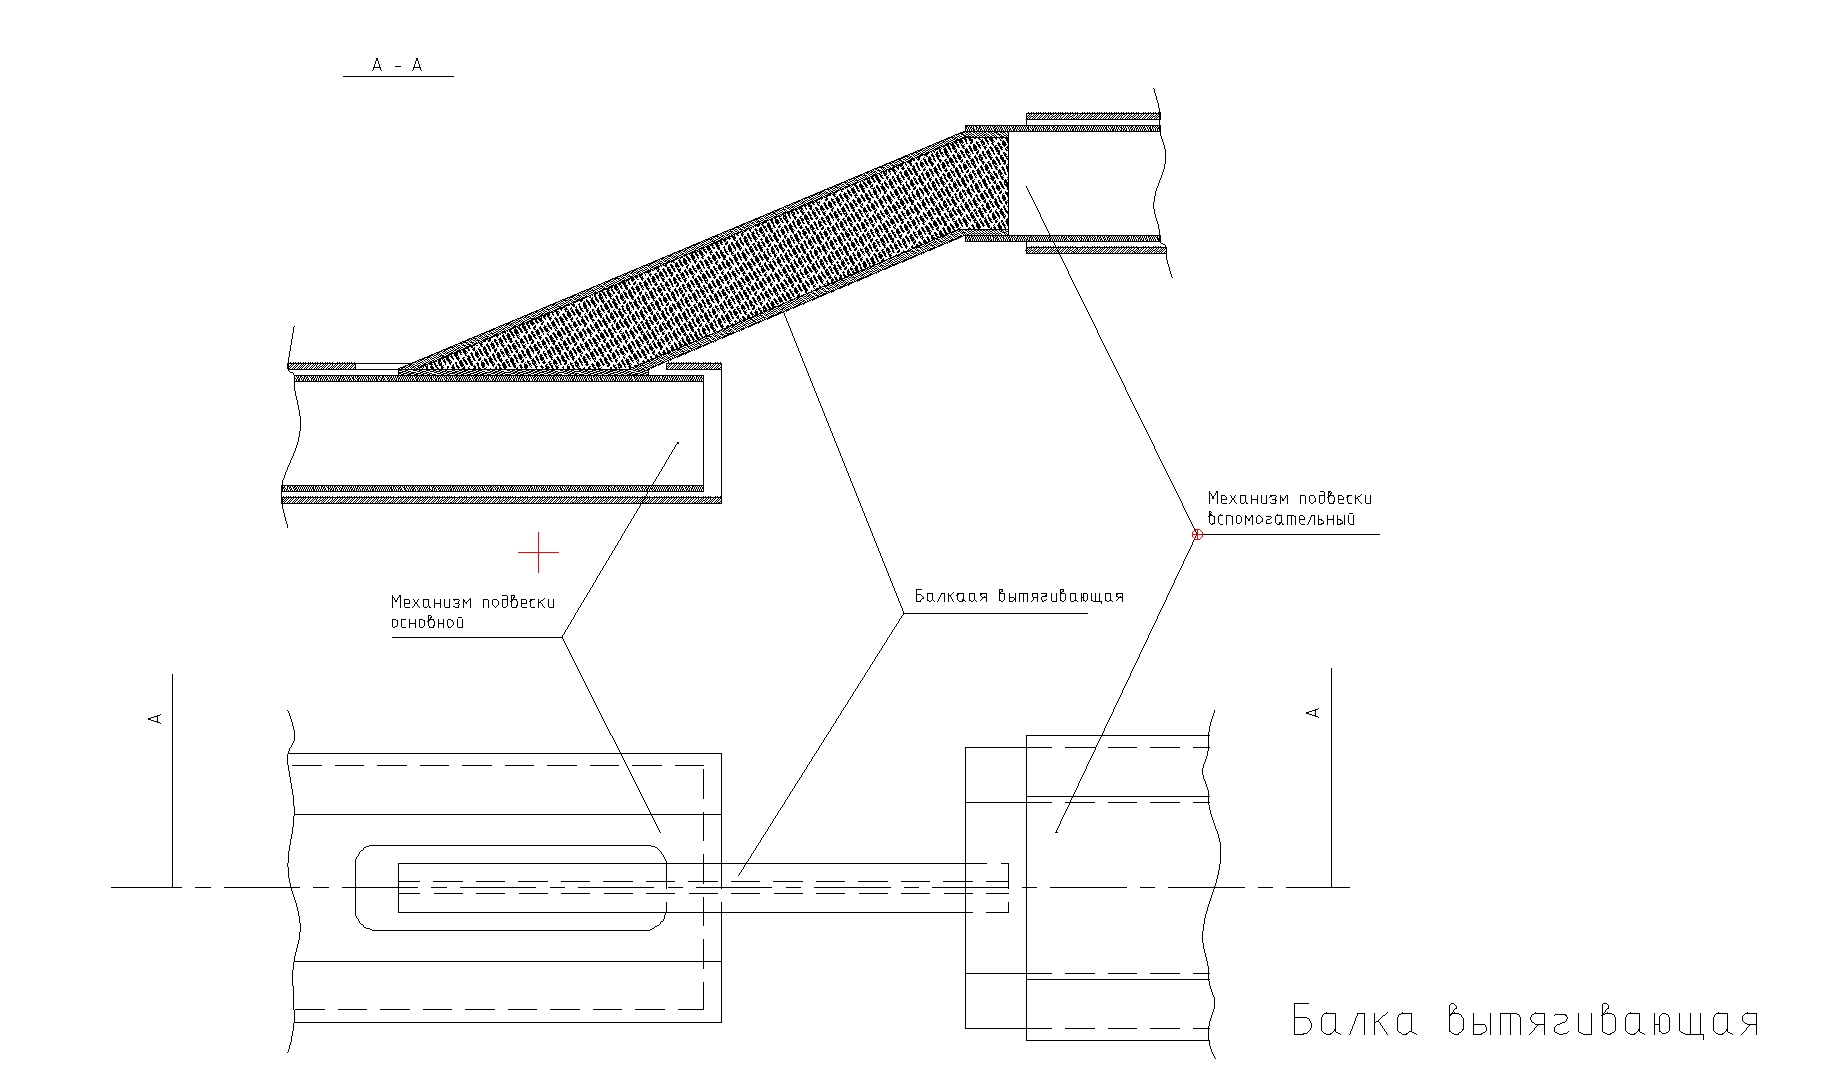 А - А
Механизм подвески
вспомогательный
Балкаая вытягивающая
Механизм подвески
основной
А
А
Балка вытягивающая